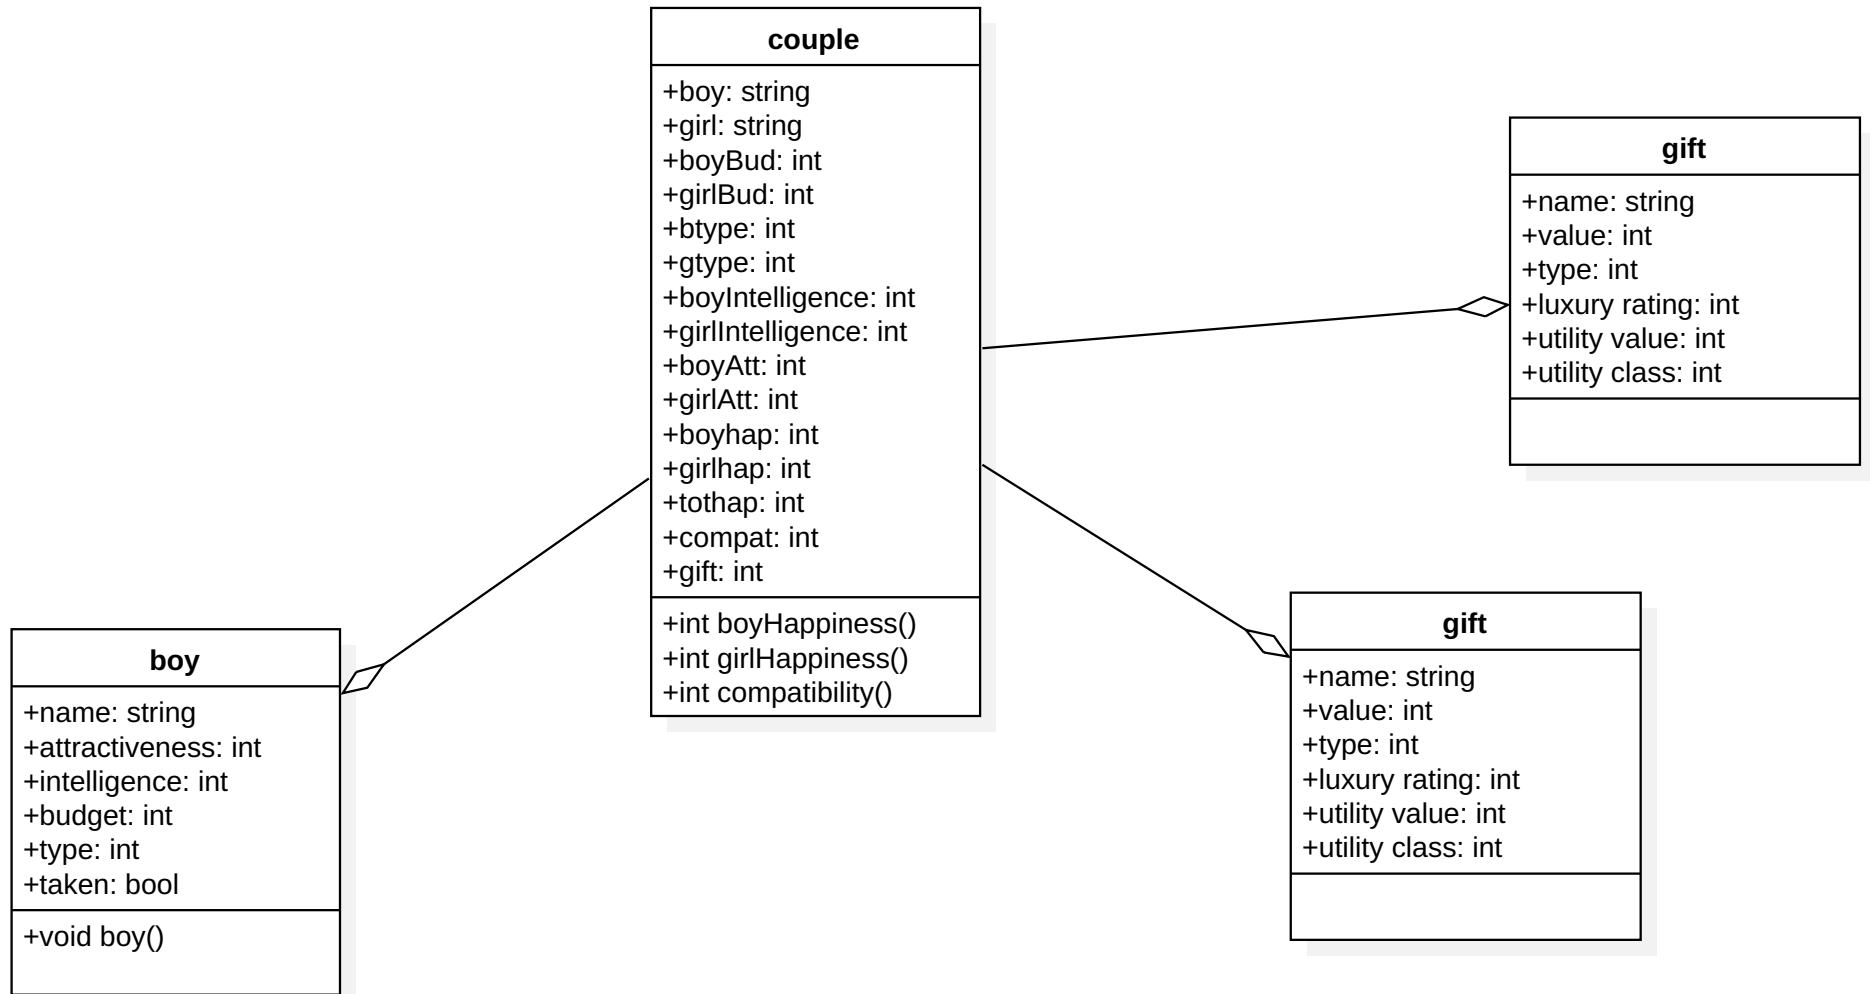 couple
+boy: string
+girl: string
+boyBud: int
+girlBud: int
+btype: int
+gtype: int
+boyIntelligence: int
+girlIntelligence: int
+boyAtt: int
+girlAtt: int
+boyhap: int
+girlhap: int
+tothap: int
+compat: int
+gift: int
+int boyHappiness()
+int girlHappiness()
+int compatibility()
gift
+name: string
+value: int
+type: int
+luxury rating: int
+utility value: int
+utility class: int
boy
+name: string
+attractiveness: int
+intelligence: int
+budget: int
+type: int
+taken: bool
+void boy()
gift
+name: string
+value: int
+type: int
+luxury rating: int
+utility value: int
+utility class: int